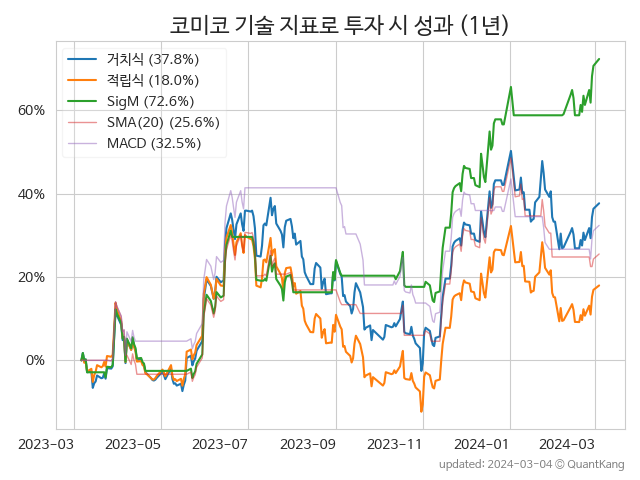 코미코 기술 지표로 투자 시 성과 (1년)
거치식 (37.8%)
적립식 (18.0%)
SigM (72.6%)
SMA(20) (25.6%)
MACD (32.5%)
60%
40%
20%
0%
2023-03 2023-05 2023-07 2023-09 2023-11 2024-01 2024-03
updated: 2024-03-04 © QuantKang